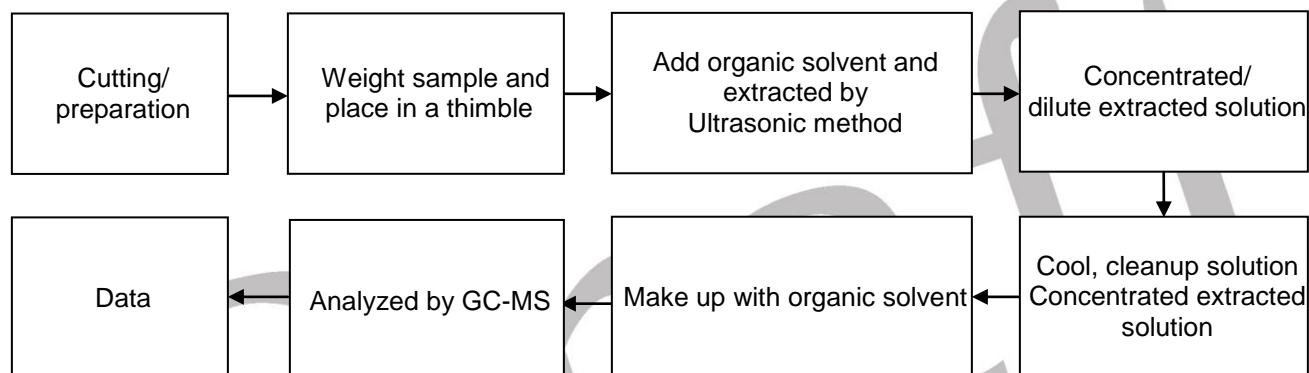 Cutting/
preparation
Weight sample and
place in a thimble
Add organic solvent and
extracted by
Ultrasonic method
Concentrated/
dilute extracted solution
Cool, cleanup solution
Concentrated extracted
solution
Make up with organic solvent
Analyzed by GC-MS
Data